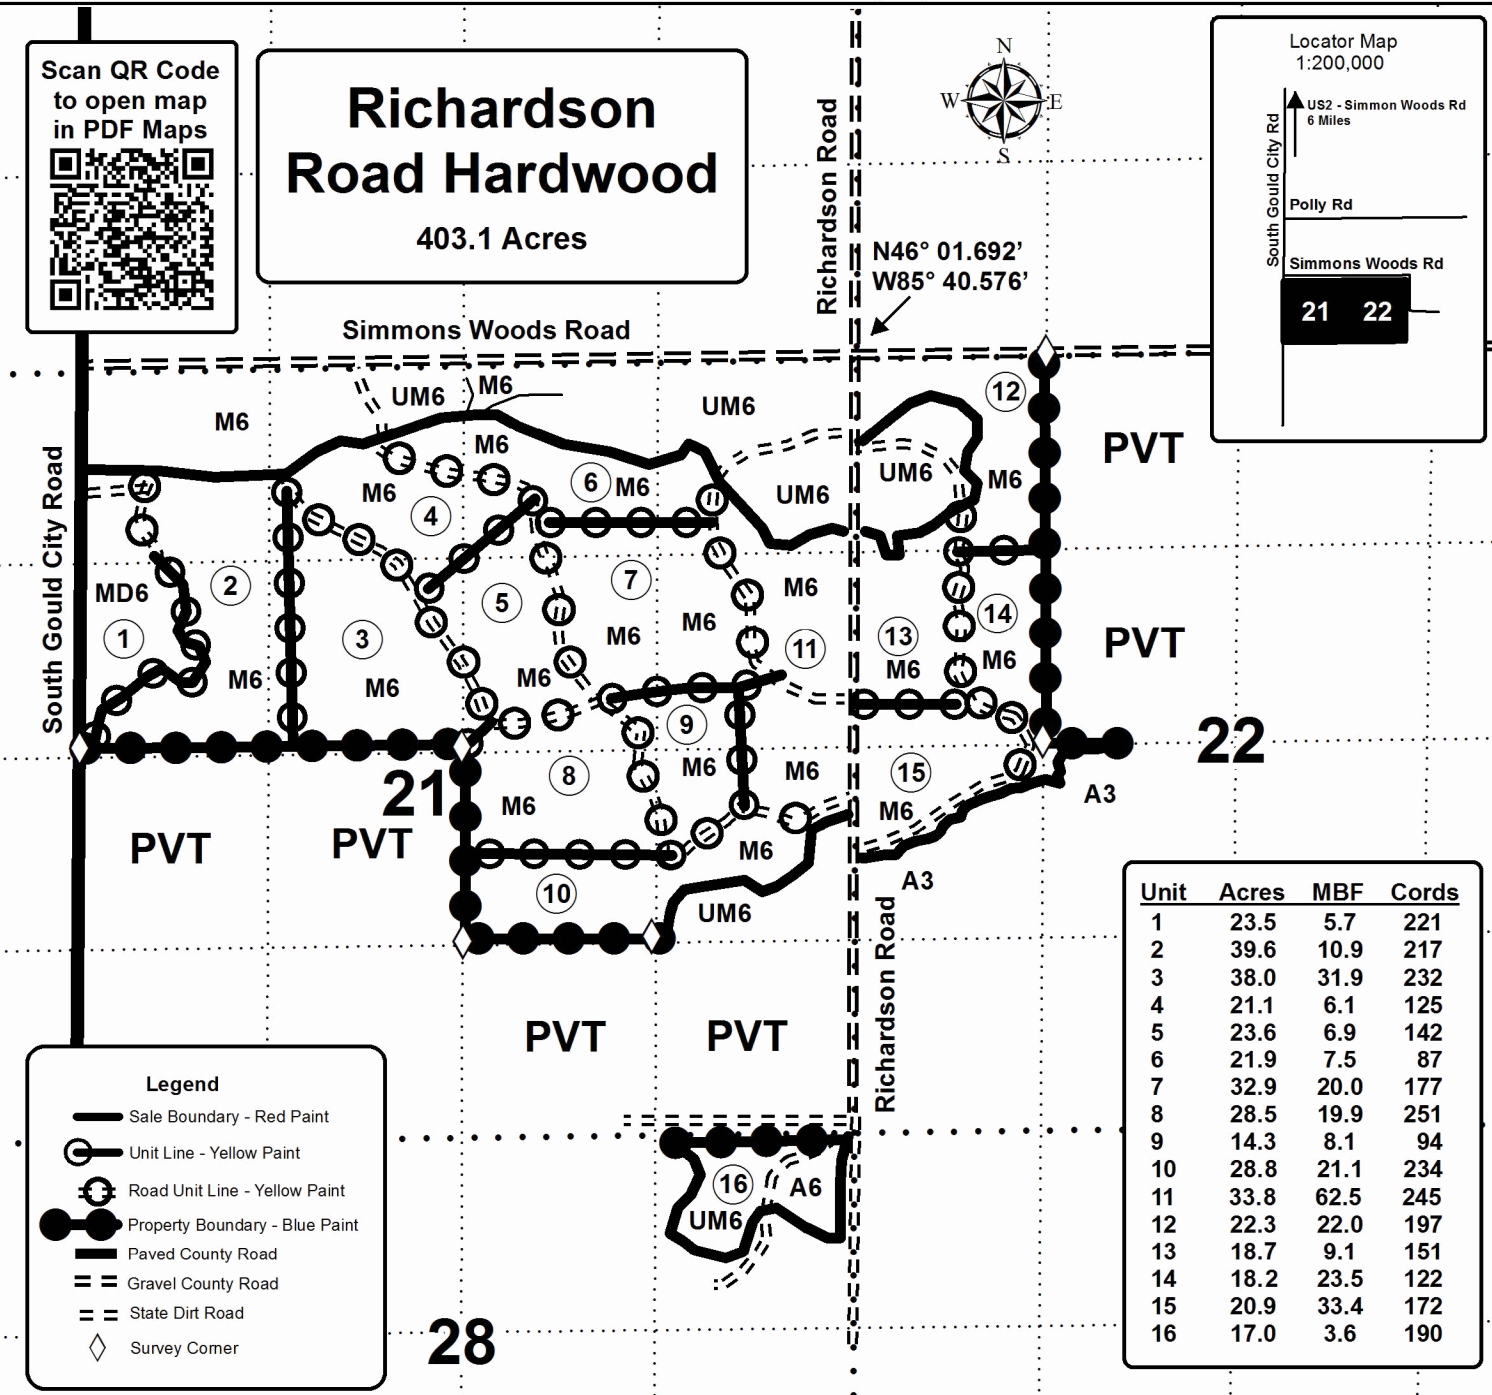 Scan QR Code
to open map
in PDF Maps
Richardson
Road Hardwood
403.1 Acres
N
W
E
S
Locator Map
1:200,000
US2 - Simmon Woods Rd
6 Miles
South Gould City Rd
Polly Rd
Simmons Woods Rd
21 22
Richardson Road
N46° 01.692'
W85° 40.576'
Simmons Woods Road
South Gould City Road
M6
UM6
M6
UM6
12
PVT
M6
6
M6
UM6
UM6
M6
M6
4
MD6
2
5
7
M6
14
PVT
1
3
M6
M6
11
13
M6
M6
M6
M6
M6
9
22
21
8
M6
M6
15
A3
M6
M6
PVT
PVT
M6
A3
10
UM6
PVT
PVT
Richardson Road
16
A6
UM6
28
Legend
Sale Boundary - Red Paint
Unit Line - Yellow Paint
Road Unit Line - Yellow Paint
Property Boundary - Blue Paint
Paved County Road
Gravel County Road
State Dirt Road
Survey Corner
Unit Acres MBF Cords
1 23.5 5.7 221
2 39.6 10.9 217
3 38.0 31.9 232
4 21.1 6.1 125
5 23.6 6.9 142
6 21.9 7.5 87
7 32.9 20.0 177
8 28.5 19.9 251
9 14.3 8.1 94
10 28.8 21.1 234
11 33.8 62.5 245
12 22.3 22.0 197
13 18.7 9.1 151
14 18.2 23.5 122
15 20.9 33.4 172
16 17.0 3.6 190